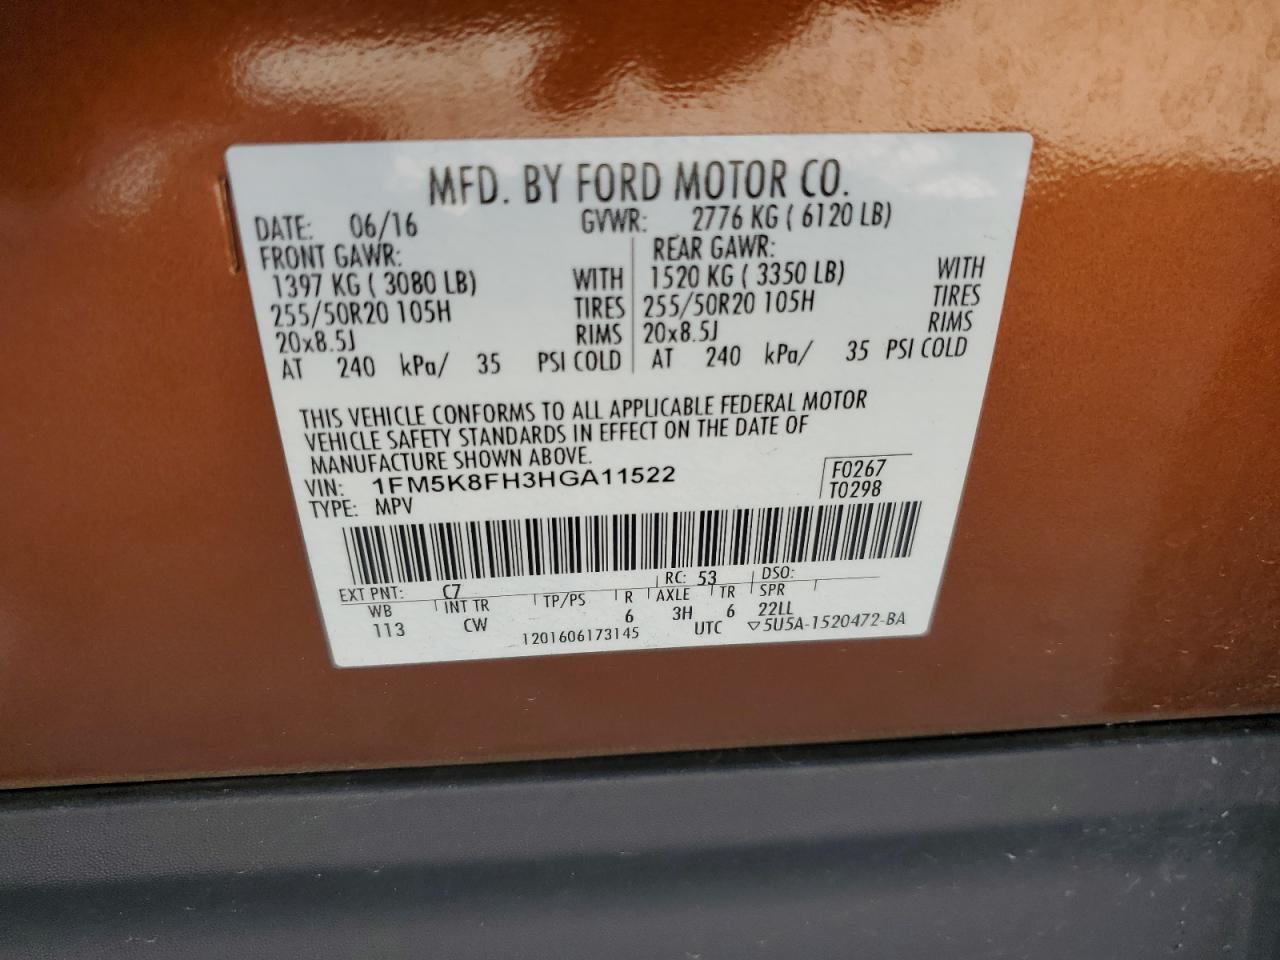 MFD. BY FORD MOTOR CO.
DATE: 06/16 GVWR: 2776 KG ( 6120 LB)
FRONT GAWR: REAR GAWR:
1397 KG ( 3080 LB) WITH 1520 KG ( 3350 LB) WITH
255/50R20 105H TIRES 255/50R20 105H TIRES
20x8.5J RIMS 20x8.5J RIMS
AT 240 kPa/ 35 PSI COLD AT 240 kPa/ 35 PSI COLD
THIS VEHICLE CONFORMS TO ALL APPLICABLE FEDERAL MOTOR
VEHICLE SAFETY STANDARDS IN EFFECT ON THE DATE OF
MANUFACTURE SHOWN ABOVE.
VIN: 1FM5K8FH3HGA11522 F0267
TYPE: MPV T0298
EXT PNT: C7 RC: 53 DSO:
WB INT TR TP/PS R AXLE TR SPR
113 CW 6 3H 6 22LL
1201606173145 UTC ▽5U5A-1520472-BA